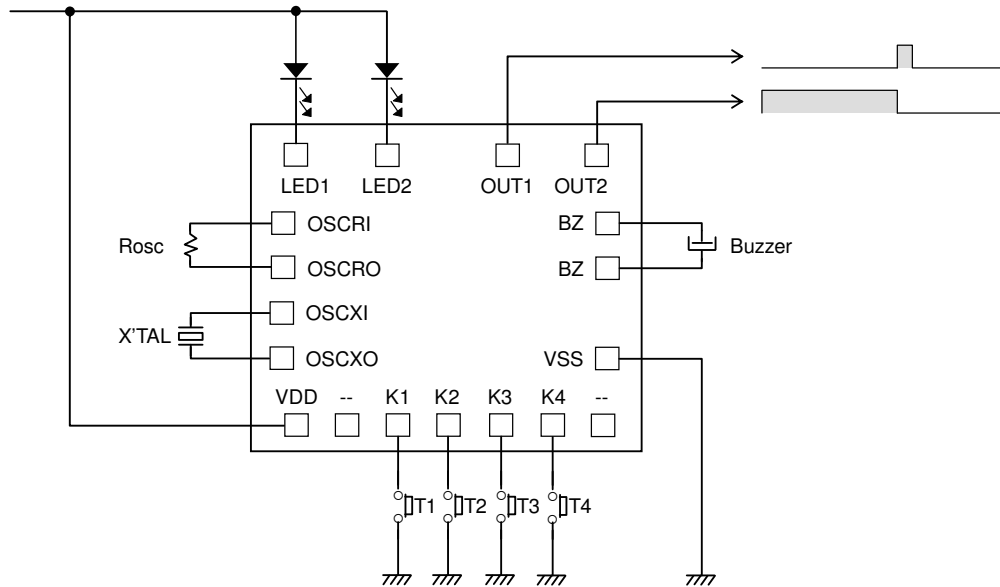 LED1 LED2 OUT1 OUT2
OSCRI BZ
Rosc Buzzer
OSCRO BZ
OSCXI
X'TAL
OSCXO VSS
VDD -- K1 K2 K3 K4 --
T1 T2 T3 T4